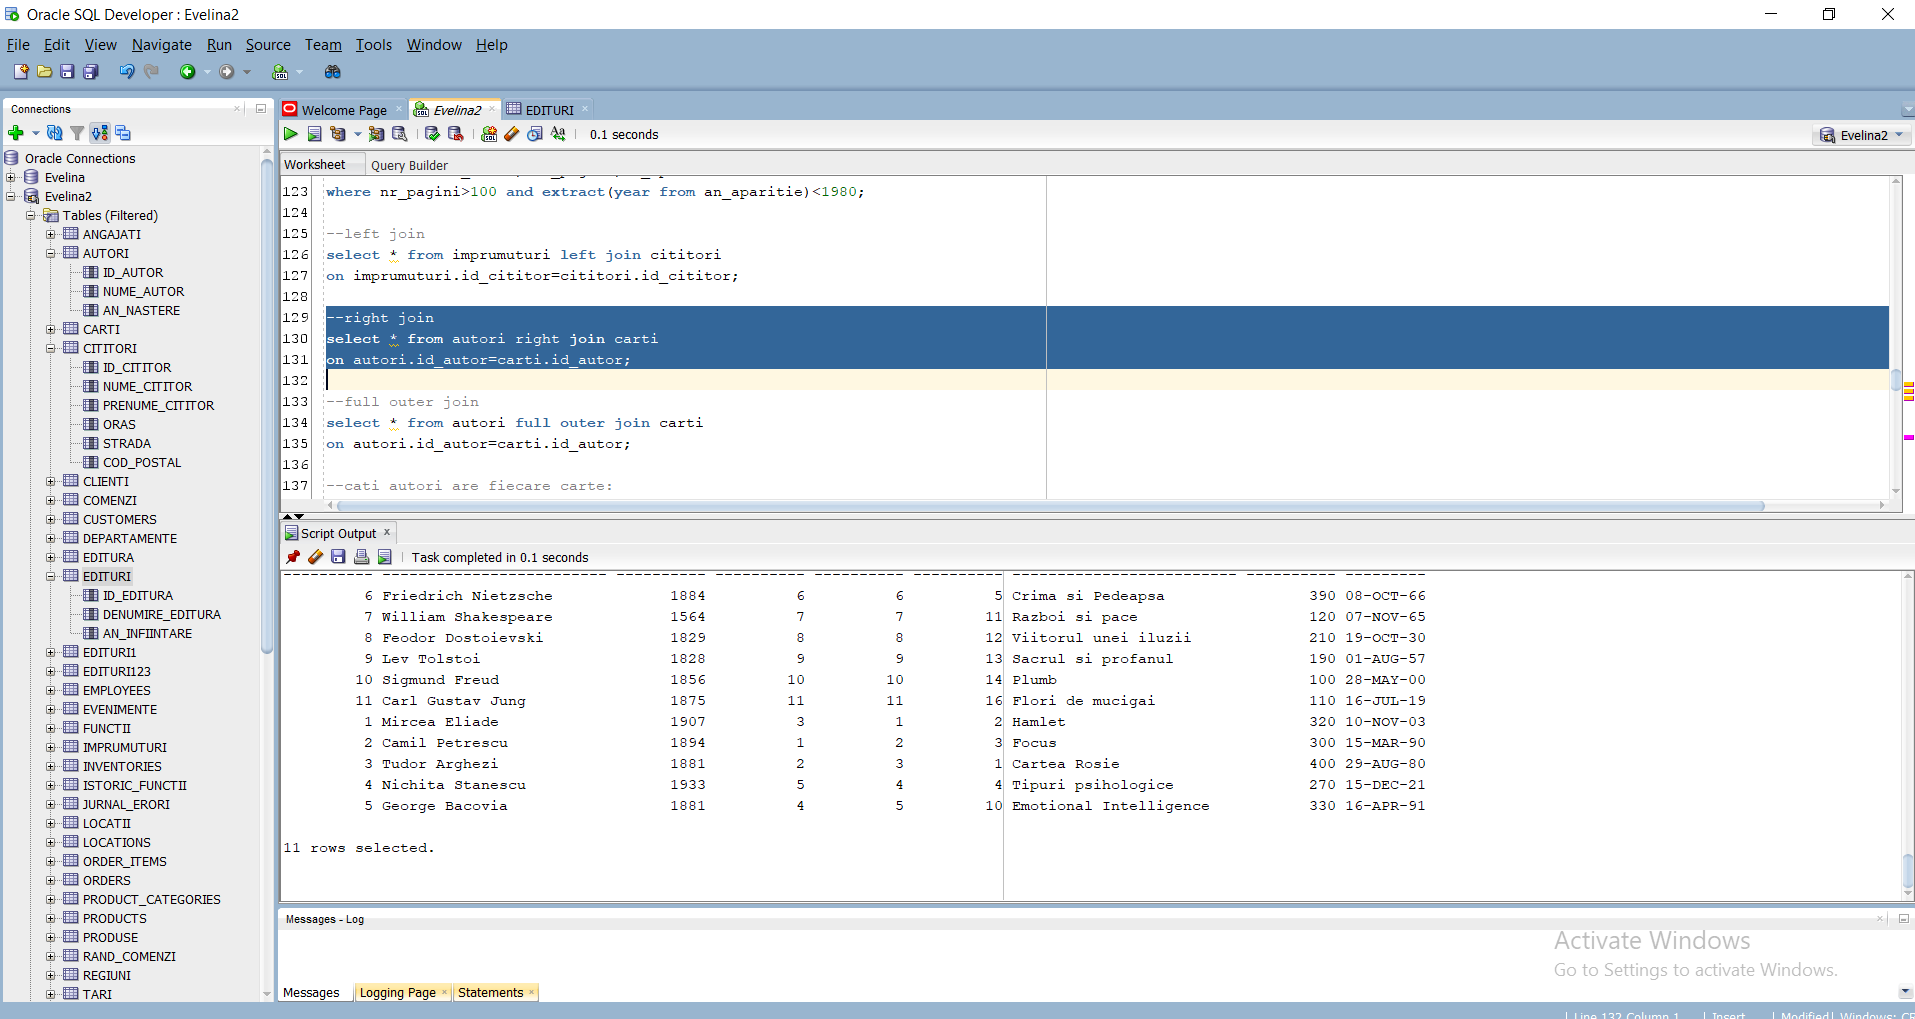 Oracle SQL Developer : Evelina2
File Edit View Navigate Run Source Team Tools Window Help
Connections
Oracle Connections
Evelina
Evelina2
Tables (Filtered)
ANGAJATI
AUTORI
ID_AUTOR
NUME_AUTOR
AN_NASTERE
CARTI
CITITORI
ID_CITITOR
NUME_CITITOR
PRENUME_CITITOR
ORAS
STRADA
COD_POSTAL
CLIENTI
COMENZI
CUSTOMERS
DEPARTAMENTE
EDITURA
EDITURI
ID_EDITURA
DENUMIRE_EDITURA
AN_INFIINTARE
EDITURI1
EDITURI123
EMPLOYEES
EVENIMENTE
FUNCTII
IMPRUMUTURI
INVENTORIES
ISTORIC_FUNCTII
JURNAL_ERORI
LOCATII
LOCATIONS
ORDER_ITEMS
ORDERS
PRODUCT_CATEGORIES
PRODUCTS
PRODUSE
RAND_COMENZI
REGIUNI
TARI
Welcome Page Evelina2 EDITURI
0.1 seconds Evelina2
Worksheet Query Builder
123 where nr_pagini>100 and extract(year from an_aparitie)<1980;
124
125 --left join
126 select * from imprumuturi left join cititori
127 on imprumuturi.id_cititor=cititori.id_cititor;
128
129 --right join
130 select * from autori right join carti
131 on autori.id_autor=carti.id_autor;
132
133 --full outer join
134 select * from autori full outer join carti
135 on autori.id_autor=carti.id_autor;
136
137 --cati autori are fiecare carte:
Script Output
Task completed in 0.1 seconds
---------- ------------------------- ---------- ---------- ---------- ---------- ------------------------- ---------- ---------
6 Friedrich Nietzsche 1884 6 6 5 Crima si Pedeapsa 390 08-OCT-66
7 William Shakespeare 1564 7 7 11 Razboi si pace 120 07-NOV-65
8 Feodor Dostoievski 1829 8 8 12 Viitorul unei iluzii 210 19-OCT-30
9 Lev Tolstoi 1828 9 9 13 Sacrul si profanul 190 01-AUG-57
10 Sigmund Freud 1856 10 10 14 Plumb 100 28-MAY-00
11 Carl Gustav Jung 1875 11 11 16 Flori de mucigai 110 16-JUL-19
1 Mircea Eliade 1907 3 1 2 Hamlet 320 10-NOV-03
2 Camil Petrescu 1894 1 2 3 Focus 300 15-MAR-90
3 Tudor Arghezi 1881 2 3 1 Cartea Rosie 400 29-AUG-80
4 Nichita Stanescu 1933 5 4 4 Tipuri psihologice 270 15-DEC-21
5 George Bacovia 1881 4 5 10 Emotional Intelligence 330 16-APR-91
11 rows selected.
Messages - Log
Activate Windows
Go to Settings to activate Windows.
Messages Logging Page Statements
Line 132 Column 1 Insert Modified Windows: